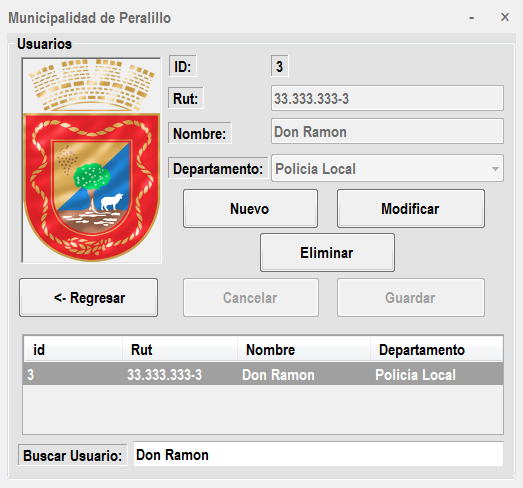 Municipalidad de Peralillo
Usuarios
ID: 3
Rut: 33.333.333-3
Nombre: Don Ramon
Departamento: Policia Local
Nuevo Modificar
Eliminar
<- Regresar Cancelar Guardar
id Rut Nombre Departamento
3 33.333.333-3 Don Ramon Policia Local
Buscar Usuario: Don Ramon